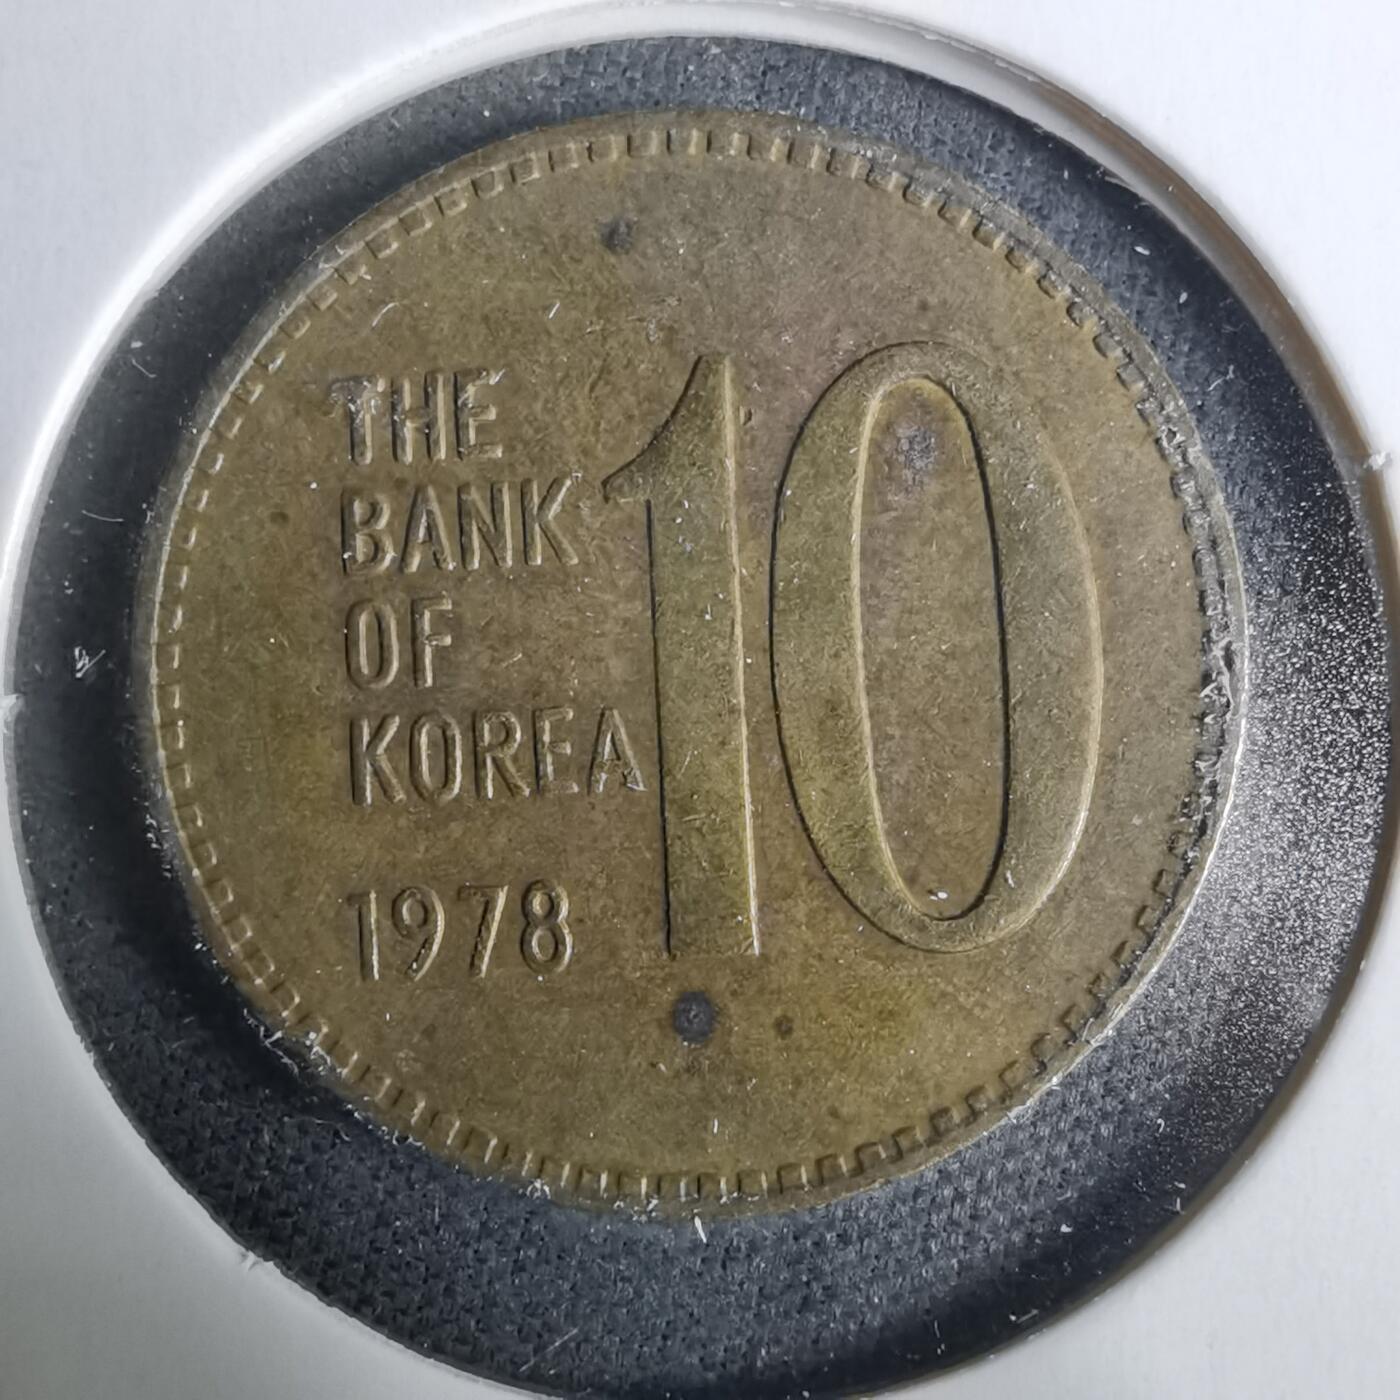 THE
BANK
OF
KOREA
1978
10